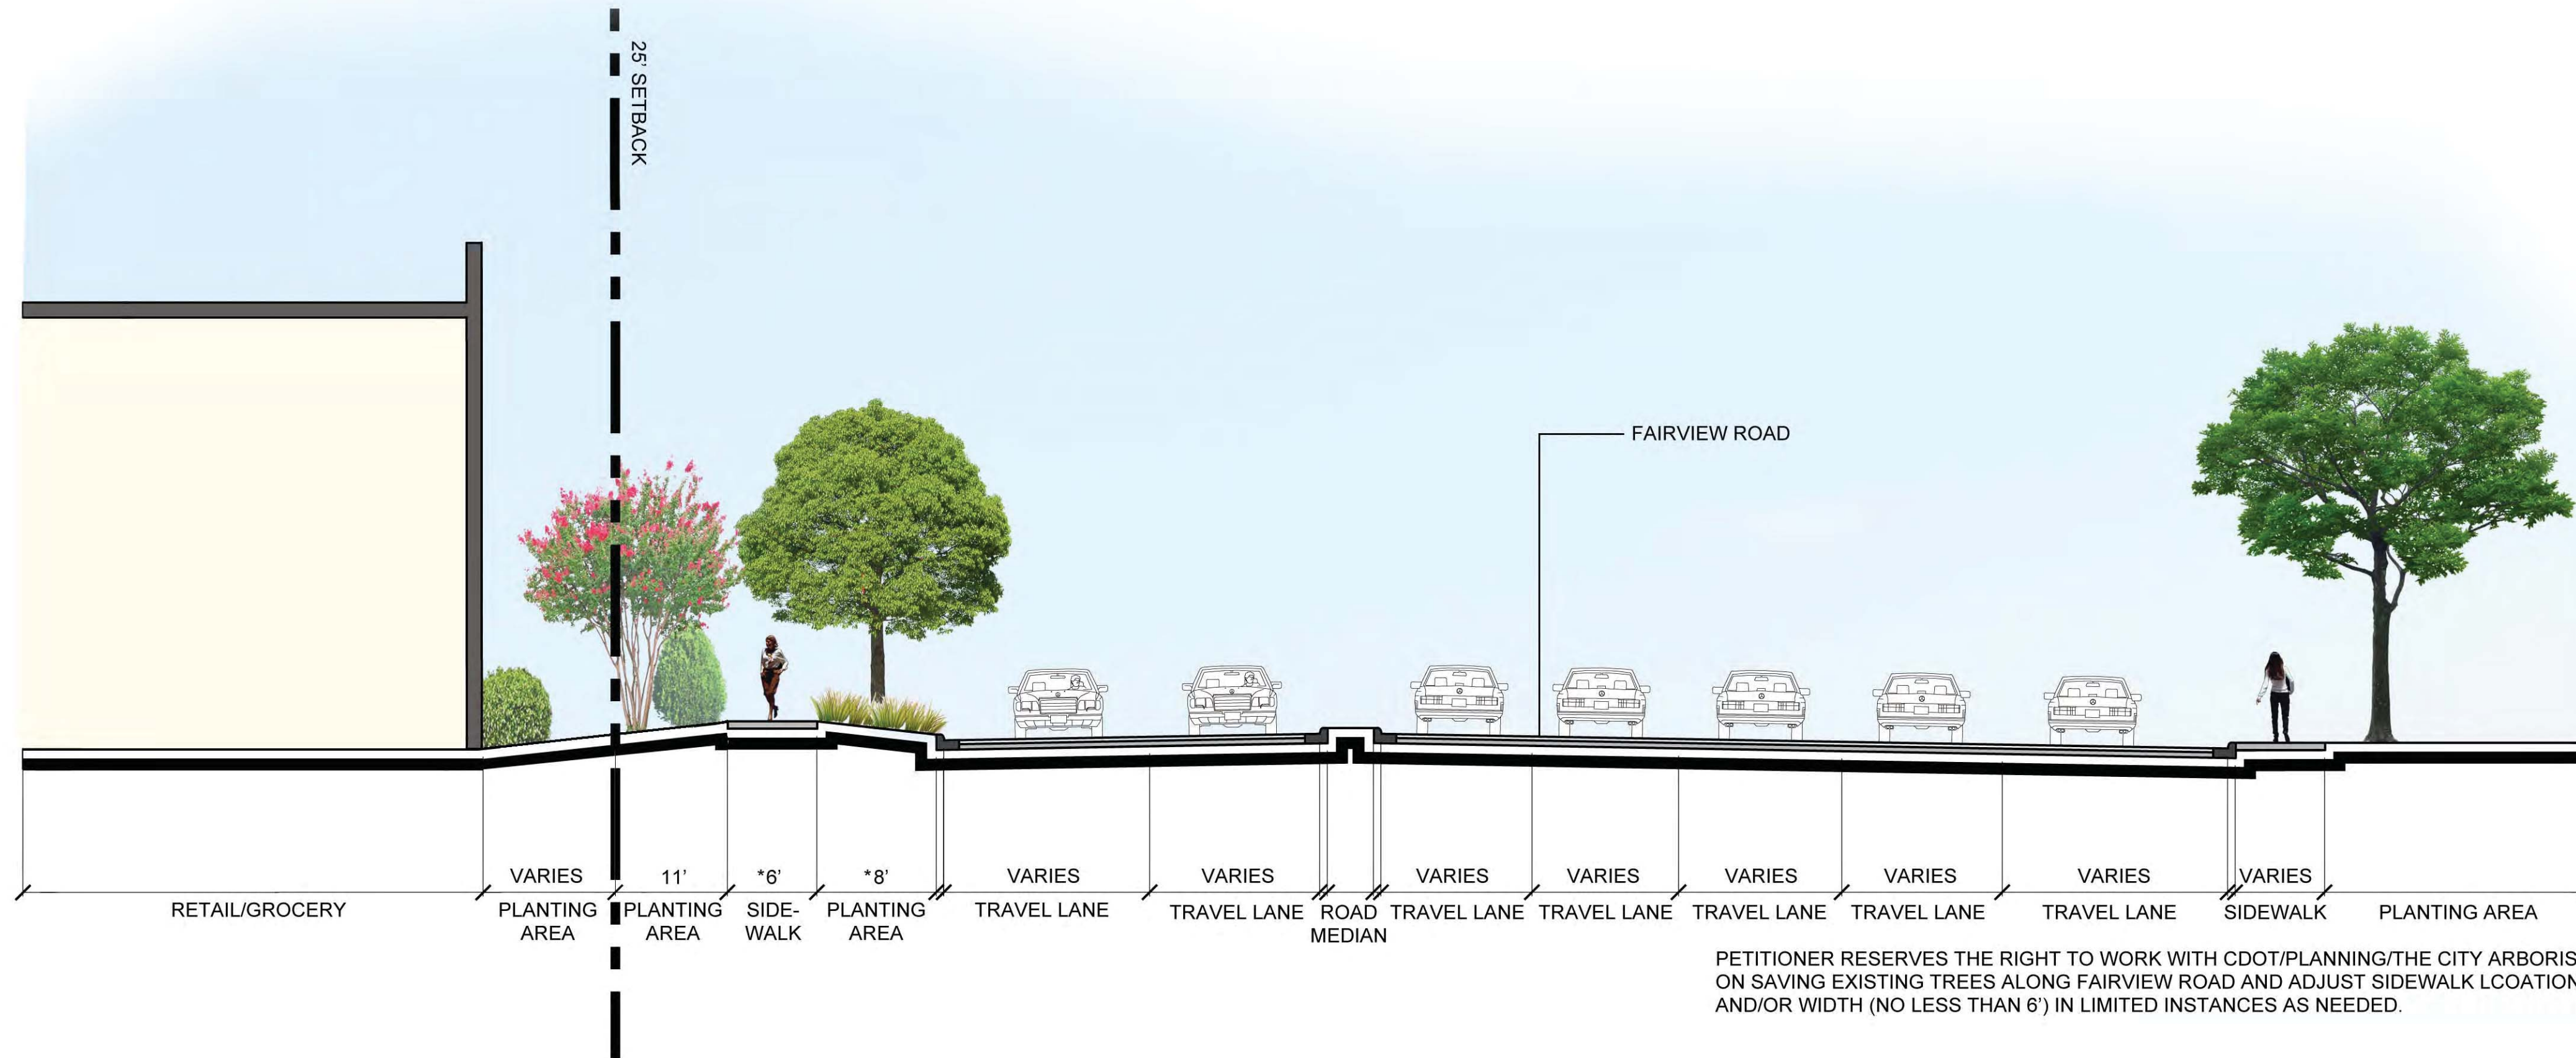 25' SETBACK
FAIRVIEW ROAD
VARIES
11'
*6'
*8'
VARIES
VARIES
VARIES
VARIES
VARIES
VARIES
VARIES
VARIES
RETAIL/GROCERY
PLANTING
AREA
PLANTING
AREA
SIDE-
WALK
PLANTING
AREA
TRAVEL LANE
TRAVEL LANE
ROAD
MEDIAN
TRAVEL LANE
TRAVEL LANE
TRAVEL LANE
TRAVEL LANE
TRAVEL LANE
SIDEWALK
PLANTING AREA
PETITIONER RESERVES THE RIGHT TO WORK WITH CDOT/PLANNING/THE CITY ARBORIS
ON SAVING EXISTING TREES ALONG FAIRVIEW ROAD AND ADJUST SIDEWALK LCOATION
AND/OR WIDTH (NO LESS THAN 6') IN LIMITED INSTANCES AS NEEDED.